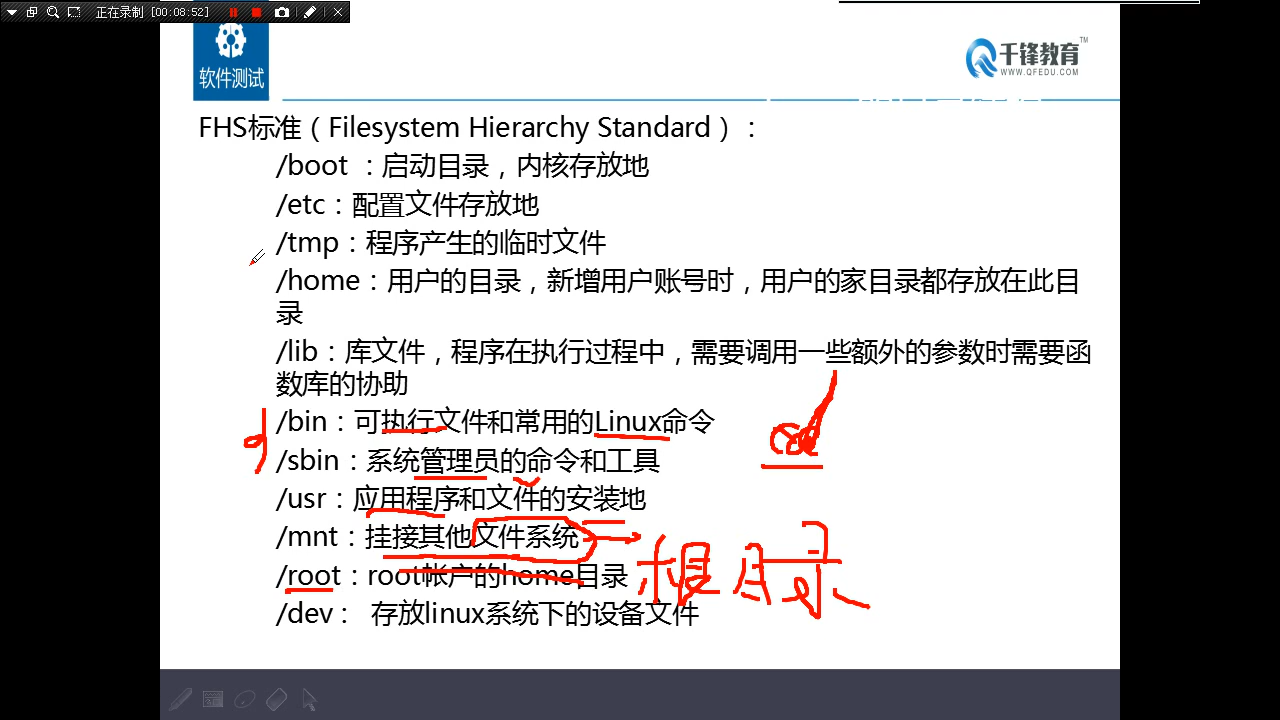 正在录制 [00:08:52]
软件测试
千锋教育 TM
WWW.QFEDU.COM
FHS标准（Filesystem Hierarchy Standard）：
/boot ：启动目录，内核存放地
/etc：配置文件存放地
/tmp：程序产生的临时文件
/home：用户的目录，新增用户账号时，用户的家目录都存放在此目
录
/lib：库文件，程序在执行过程中，需要调用一些额外的参数时需要函
数库的协助
/bin：可执行文件和常用的Linux命令
/sbin：系统管理员的命令和工具
/usr：应用程序和文件的安装地
/mnt：挂接其他文件系统
根目录
/root：root帐户的home目录
/dev： 存放linux系统下的设备文件